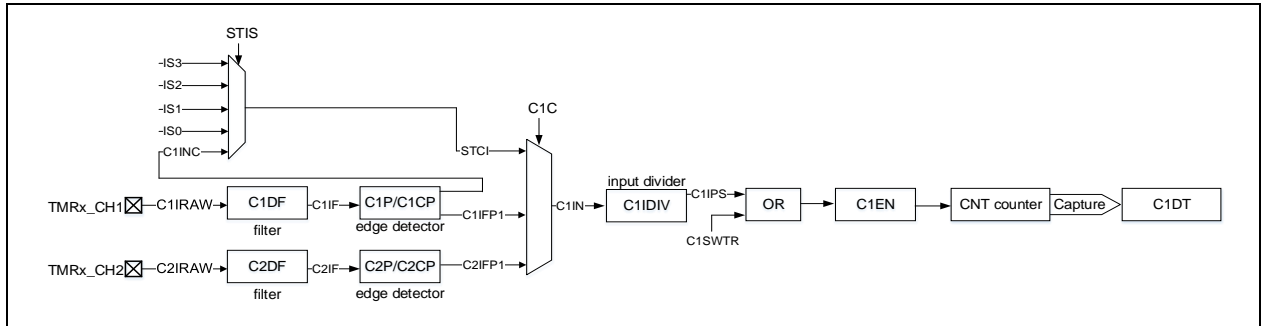 STIS
IS3
IS2
IS1
IS0
C1INC
C1C
STCI
TMRx_CH1
C1IRAW
C1DF
filter
C1IF
C1P/C1CP
edge detector
C1IFP1
C1IN
input divider
C1IDIV
C1IPS
C1SWTR
OR
C1EN
CNT counter
Capture
C1DT
TMRx_CH2
C2IRAW
C2DF
filter
C2IF
C2P/C2CP
edge detector
C2IFP1